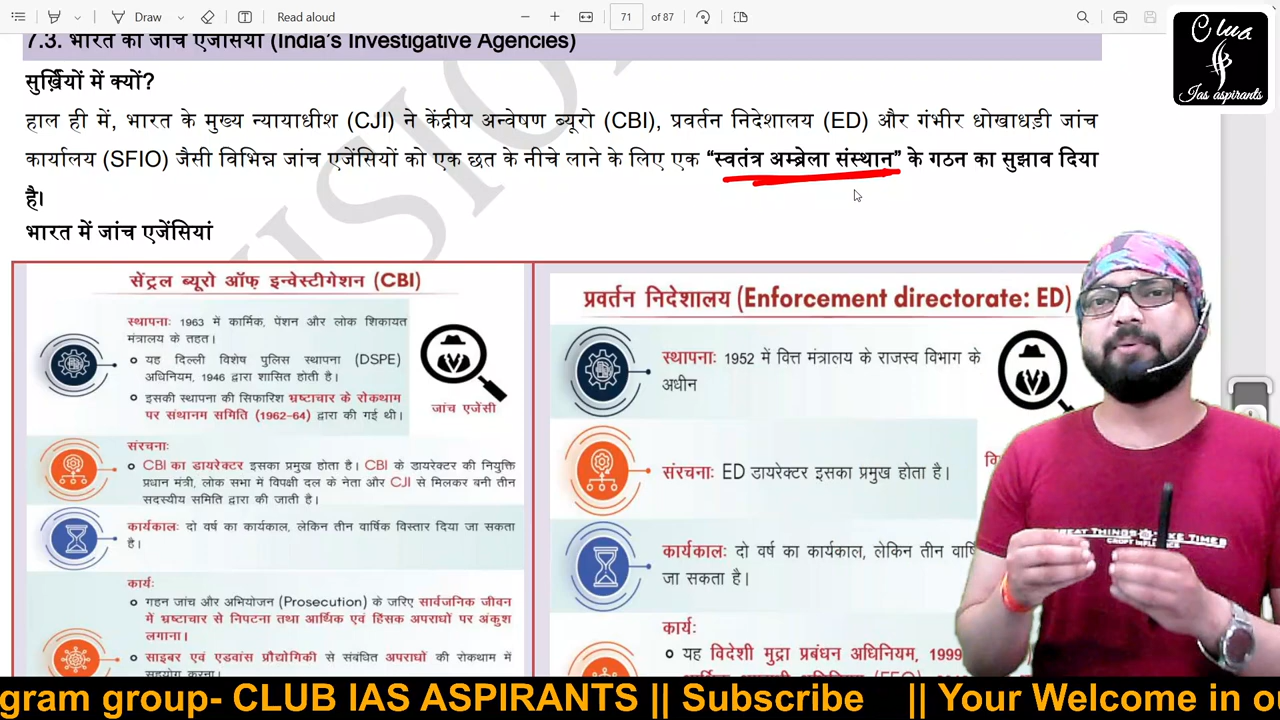 Draw
Read aloud
71
of 87
Clua
Ias aspirants
7.3. भारत की जांच एजेंसियां (India's Investigative Agencies)
सुर्ख़ियों में क्यों?
हाल ही में, भारत के मुख्य न्यायाधीश (CJI) ने केंद्रीय अन्वेषण ब्यूरो (CBI), प्रवर्तन निदेशालय (ED) और गंभीर धोखाधड़ी जांच
कार्यालय (SFIO) जैसी विभिन्न जांच एजेंसियों को एक छत के नीचे लाने के लिए एक “स्वतंत्र अम्ब्रेला संस्थान” के गठन का सुझाव दिया
है।
भारत में जांच एजेंसियां
सेंट्रल ब्यूरो ऑफ़ इन्वेस्टीगेशन (CBI)
स्थापना: 1963 में कार्मिक, पेंशन और लोक शिकायत
मंत्रालय के तहत।
यह दिल्ली विशेष पुलिस स्थापना (DSPE)
अधिनियम, 1946 द्वारा शासित होती है।
इसकी स्थापना की सिफारिश भ्रष्टाचार के रोकथाम
पर संथानम समिति (1962-64) द्वारा की गई थी।
जांच एजेंसी
संरचना:
CBI का डायरेक्टर इसका प्रमुख होता है। CBI के डायरेक्टर की नियुक्ति
प्रधान मंत्री, लोक सभा में विपक्षी दल के नेता और CJI से मिलकर बनी तीन
सदस्यीय समिति द्वारा की जाती है।
कार्यकाल: दो वर्ष का कार्यकाल, लेकिन तीन वार्षिक विस्तार दिया जा सकता
है।
कार्य:
गहन जांच और अभियोजन (Prosecution) के जरिए सार्वजनिक जीवन
में भ्रष्टाचार से निपटना तथा आर्थिक एवं हिंसक अपराधों पर अंकुश
लगाना।
साइबर एवं एडवांस प्रौद्योगिकी से संबंधित अपराधों की रोकथाम में
सहयोग करना।
प्रवर्तन निदेशालय (Enforcement directorate: ED)
स्थापना: 1952 में वित्त मंत्रालय के राजस्व विभाग के
अधीन
संरचना: ED डायरेक्टर इसका प्रमुख होता है।
कार्यकाल: दो वर्ष का कार्यकाल, लेकिन तीन
जा सकता है।
कार्य:
यह विदेशी मुद्रा प्रबंधन अधिनियम, 1999
GREAT THINGS TAKE TIME
gram group- CLUB IAS ASPIRANTS || Subscribe || Your Welcome in